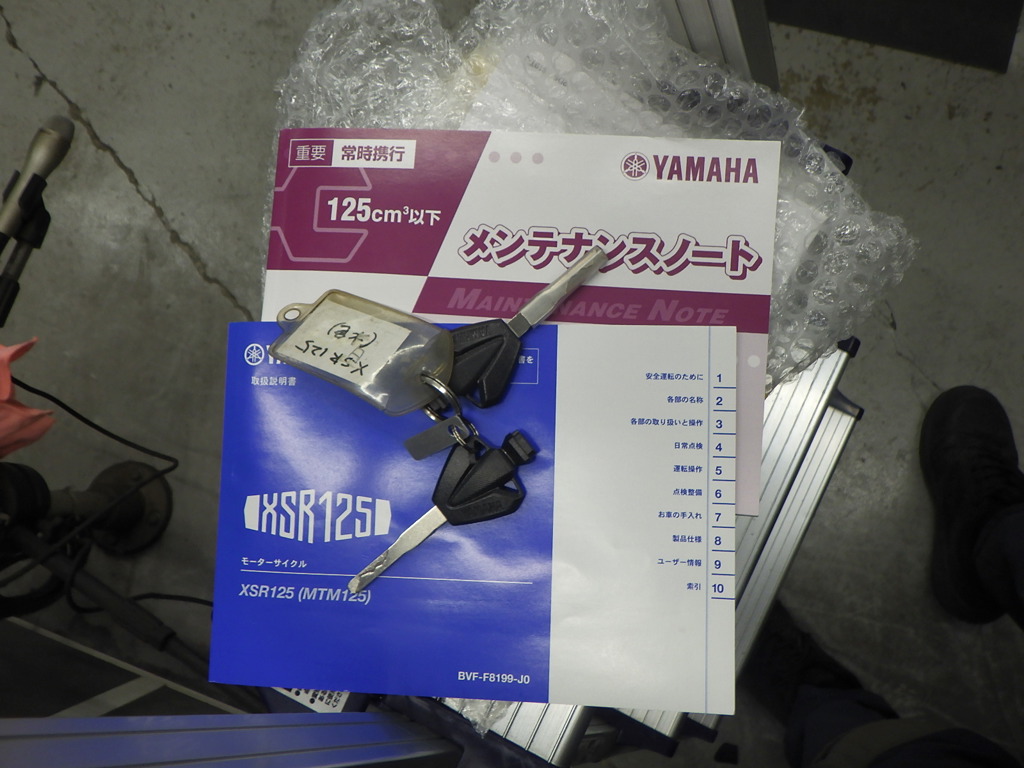 重要 常時携行
YAMAHA
125cm³以下
メンテナンスノート
MAINTENANCE NOTE
XSR125
取扱説明書
XSR125
モーターサイクル
XSR125 (MTM125)
BVF-F8199-J0
安全運転のために 1
各部の名称 2
各部の取り扱いと操作 3
日常点検 4
運転操作 5
点検整備 6
お車の手入れ 7
製品仕様 8
ユーザー情報 9
索引 10